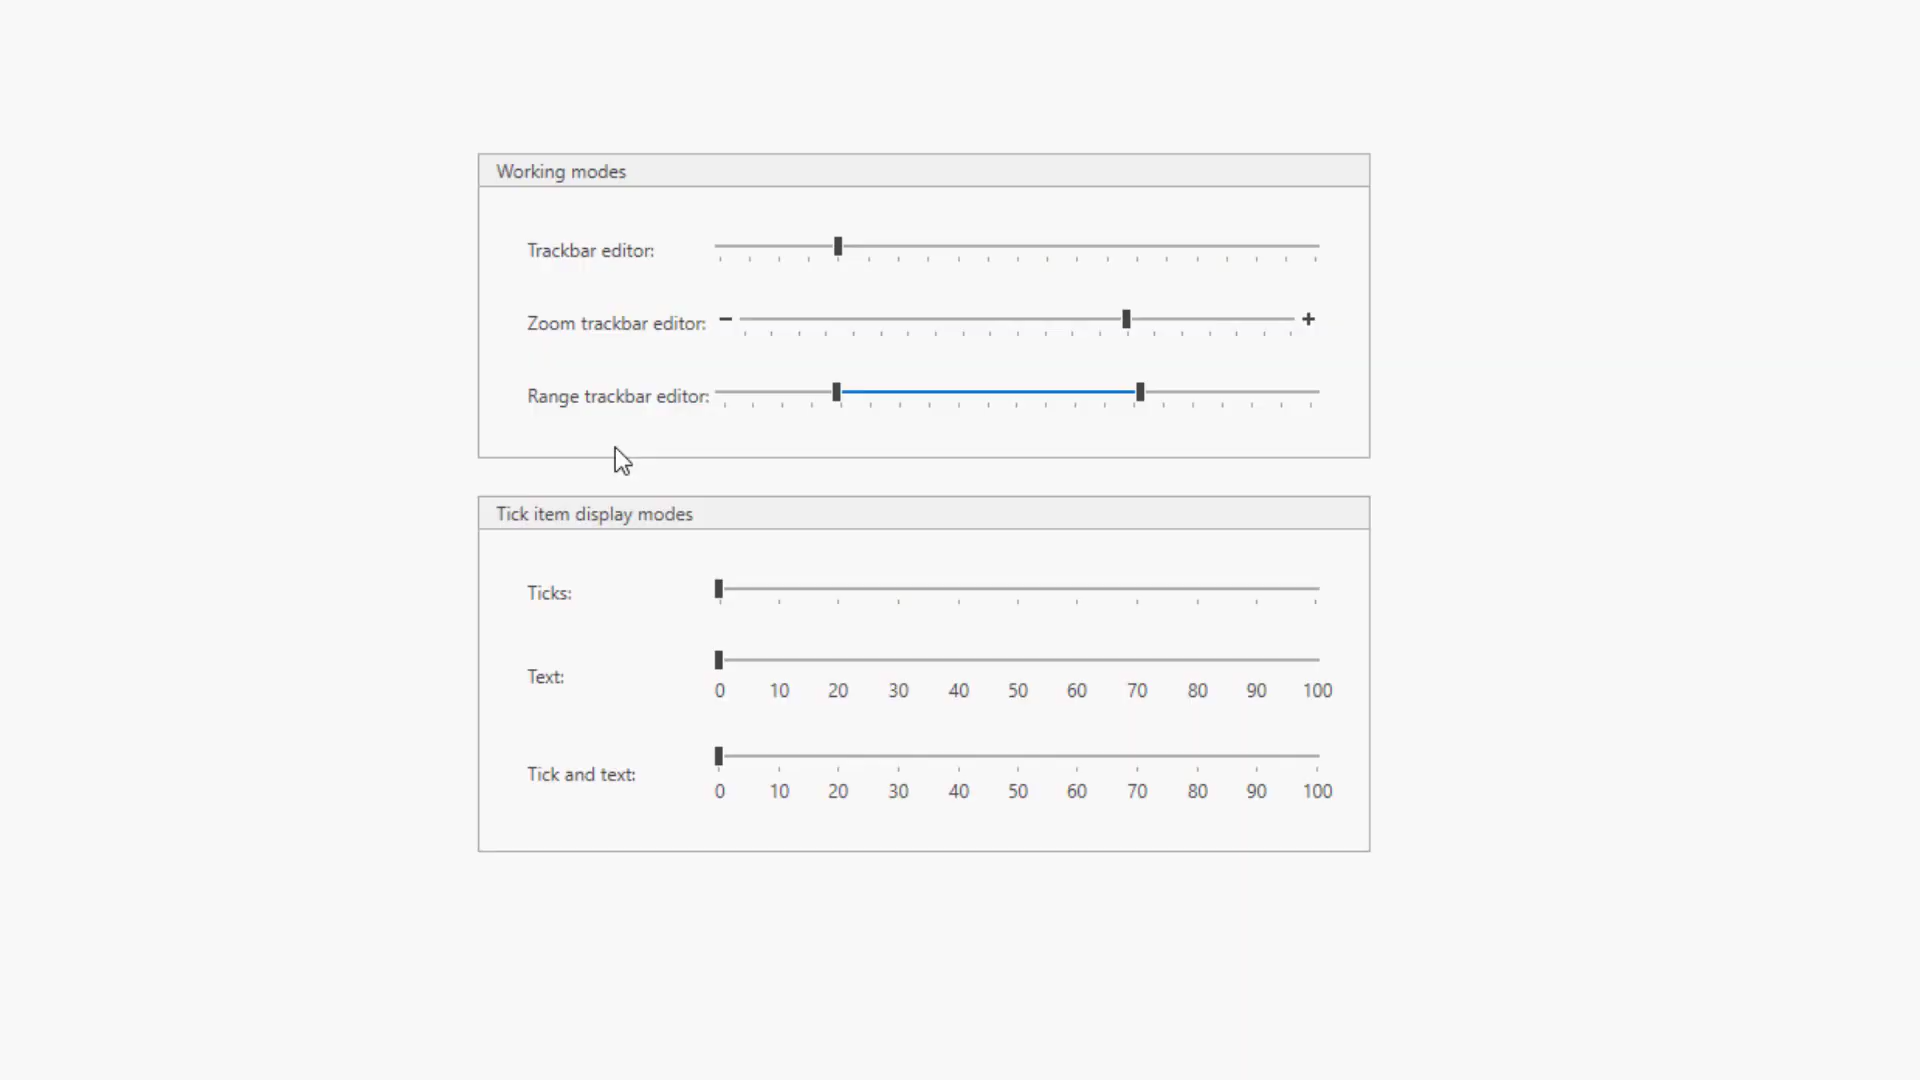 Working modes
Trackbar editor:
Zoom trackbar editor:
Range trackbar editor:
Tick item display modes
Ticks:
Text:
0 10 20 30 40 50 60 70 80 90 100
Tick and text:
0 10 20 30 40 50 60 70 80 90 100